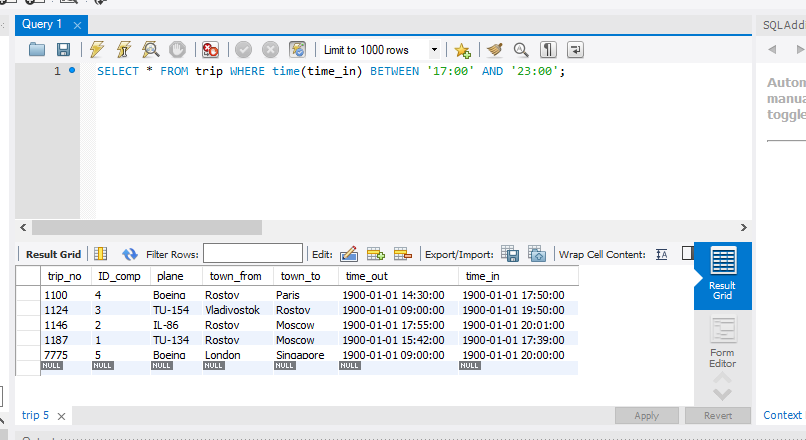 Query 1
SQLAddi
Limit to 1000 rows
1
SELECT * FROM trip WHERE time(time_in) BETWEEN '17:00' AND '23:00';
Autom
manua
toggle
Result Grid Filter Rows: Edit: Export/Import: Wrap Cell Content:
trip_no ID_comp plane town_from town_to time_out time_in
1100 4 Boeing Rostov Paris 1900-01-01 14:30:00 1900-01-01 17:50:00
1124 3 TU-154 Vladivostok Rostov 1900-01-01 09:00:00 1900-01-01 19:50:00
1146 2 IL-86 Rostov Moscow 1900-01-01 17:55:00 1900-01-01 20:01:00
1187 1 TU-134 Rostov Moscow 1900-01-01 15:42:00 1900-01-01 17:39:00
7775 5 Boeing London Singapore 1900-01-01 09:00:00 1900-01-01 20:00:00
NULL NULL NULL NULL NULL NULL NULL
Result
Grid
Form
Editor
trip 5
Apply Revert
Context